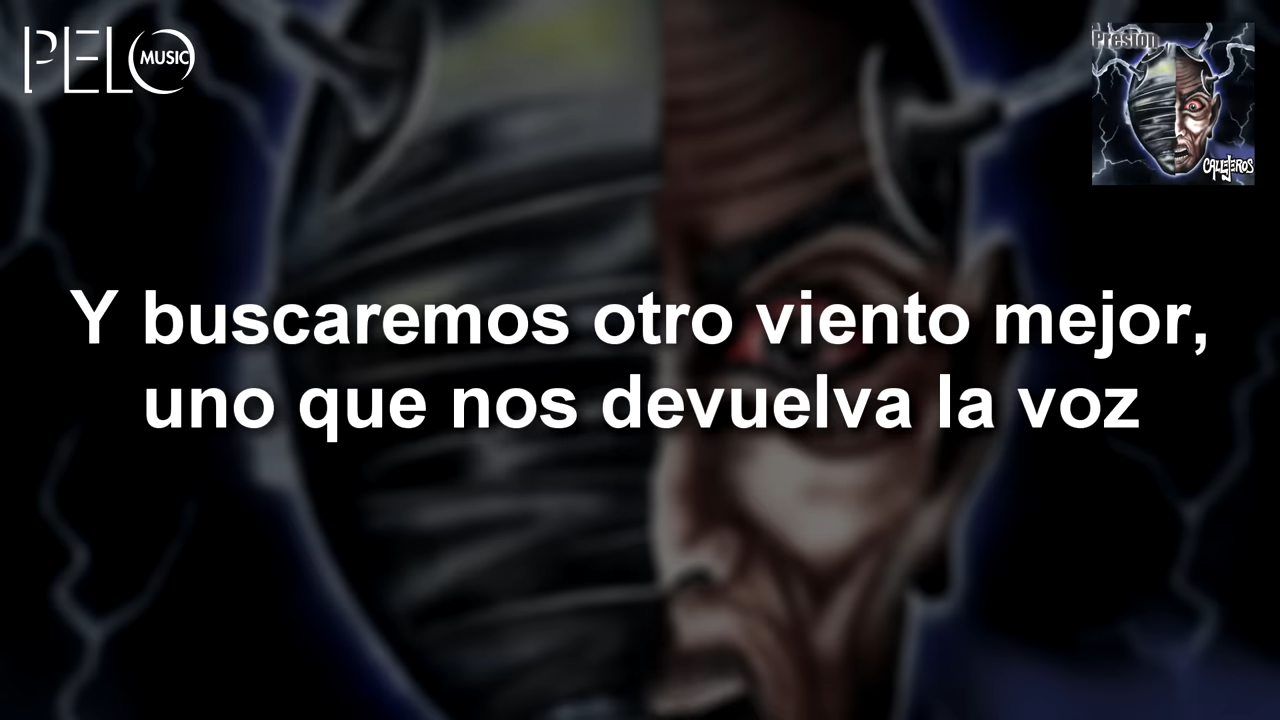 PELO MUSIC
Presión
CALLEJEROS
Y buscaremos otro viento mejor,
uno que nos devuelva la voz